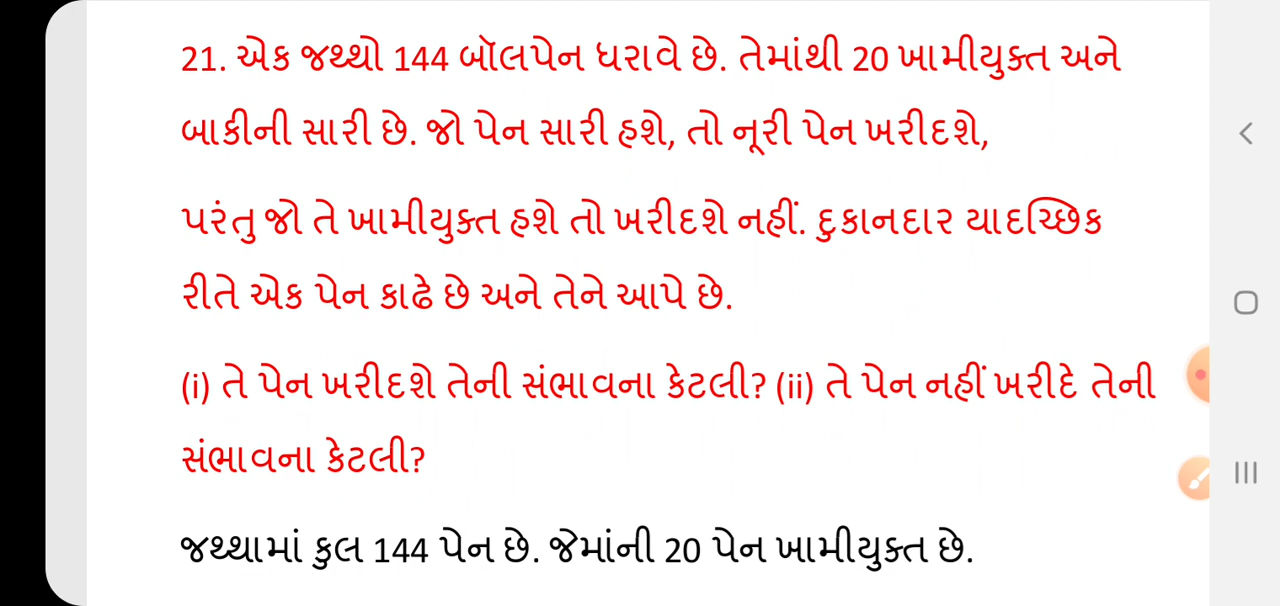 21. એક જથ્થો 144 બૉલપેન ધરાવે છે. તેમાંથી 20 ખામીયુક્ત અને
બાકીની સારી છે. જો પેન સારી હશે, તો નૂરી પેન ખરીદશે,
પરંતુ જો તે ખામીયુક્ત હશે તો ખરીદશે નહીં. દુકાનદાર યાદચ્છિક
રીતે એક પેન કાઢે છે અને તેને આપે છે.
(i) તે પેન ખરીદશે તેની સંભાવના કેટલી? (ii) તે પેન નહીં ખરીદે તેની
સંભાવના કેટલી?
જથ્થામાં કુલ 144 પેન છે. જેમાંની 20 પેન ખામીયુક્ત છે.